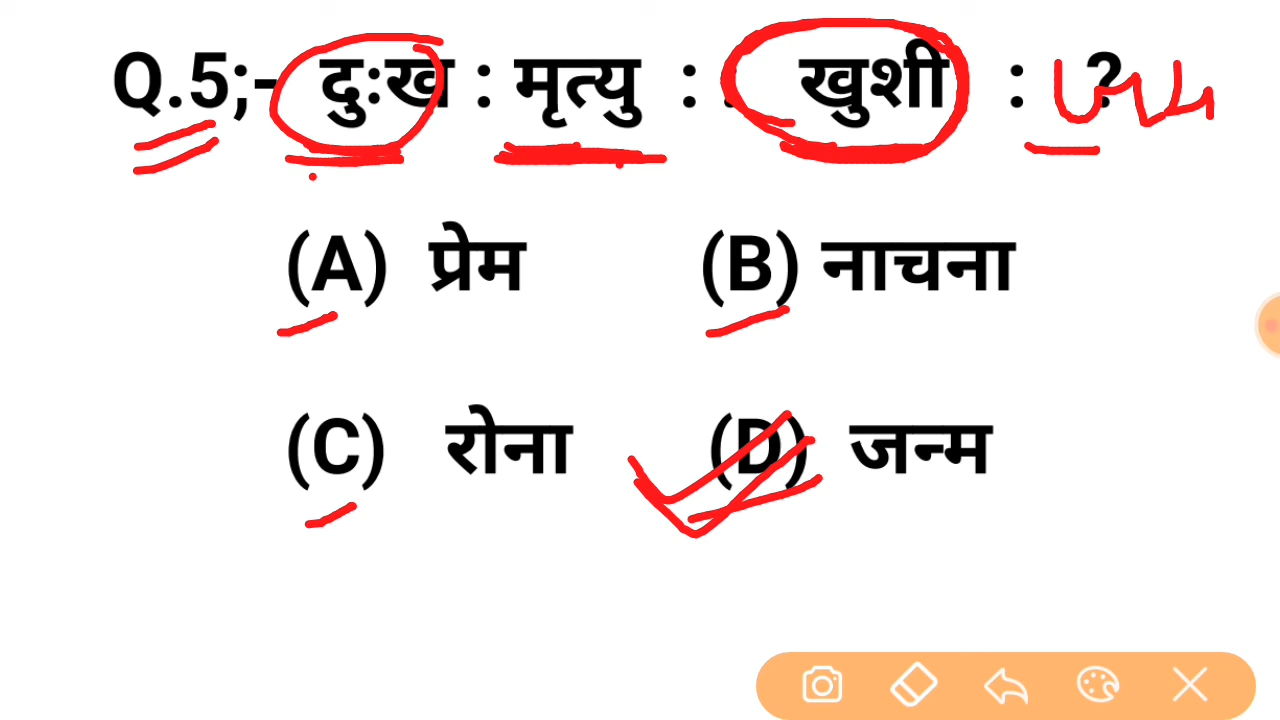 Q.5;- दुःख : मृत्यु : : खुशी : ?
(A) प्रेम (B) नाचना
(C) रोना (D) जन्म